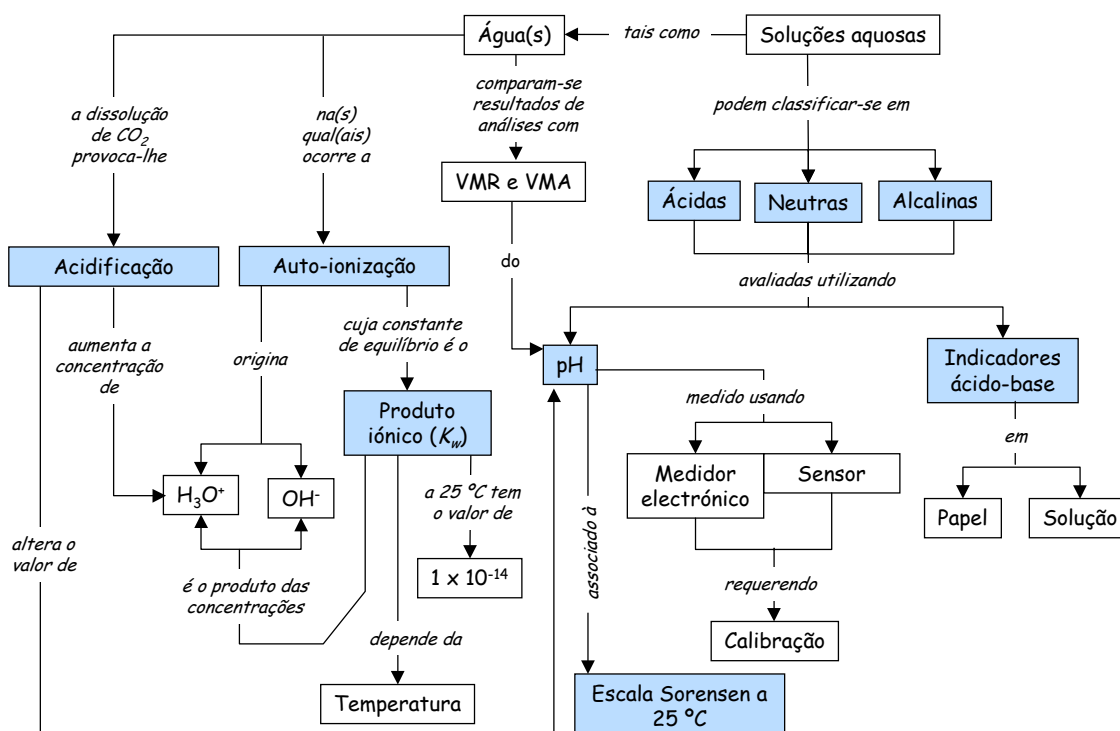 Água(s)
tais como
Soluções aquosas
a dissolução
de CO₂
provoca-lhe
na(s)
qual(ais)
ocorre a
comparam-se
resultados de
análises com
podem classificar-se em
VMR e VMA
Ácidas
Neutras
Alcalinas
Acidificação
Auto-ionização
do
avaliadas utilizando
aumenta a
concentração
de
origina
cuja constante
de equilíbrio é o
pH
Indicadores
ácido-base
Produto
iónico (Kw)
medido usando
em
H₃O⁺
OH⁻
a 25 ºC tem
o valor de
Medidor
electrónico
Sensor
Papel
Solução
altera o
valor de
é o produto das
concentrações
1 x 10⁻¹⁴
associado à
requerendo
depende da
Calibração
Temperatura
Escala Sorensen a
25 ºC